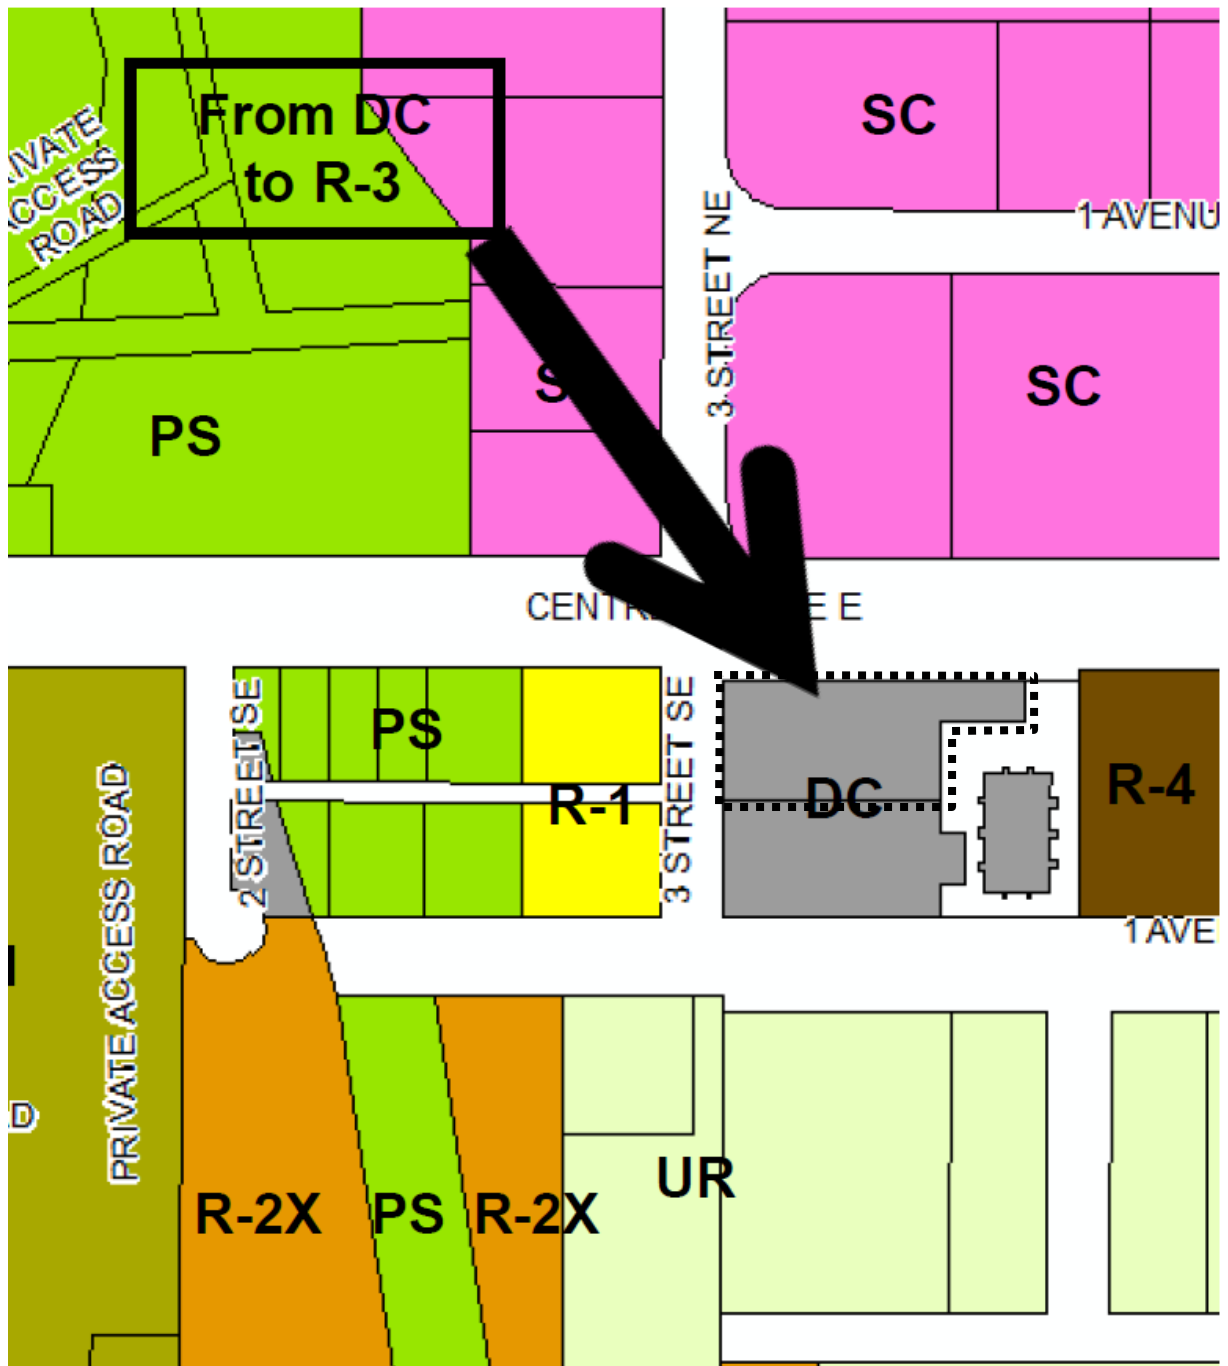 From DC
to R-3
IVATE
ACCESS
ROAD
SC
3 STREET NE
1 AVENU
S
SC
PS
CENTR E E
2 STREET SE
PS
R-1
3 STREET SE
DC
R-4
PRIVATE ACCESS ROAD
1 AVE
D
R-2X
PS
R-2X
UR